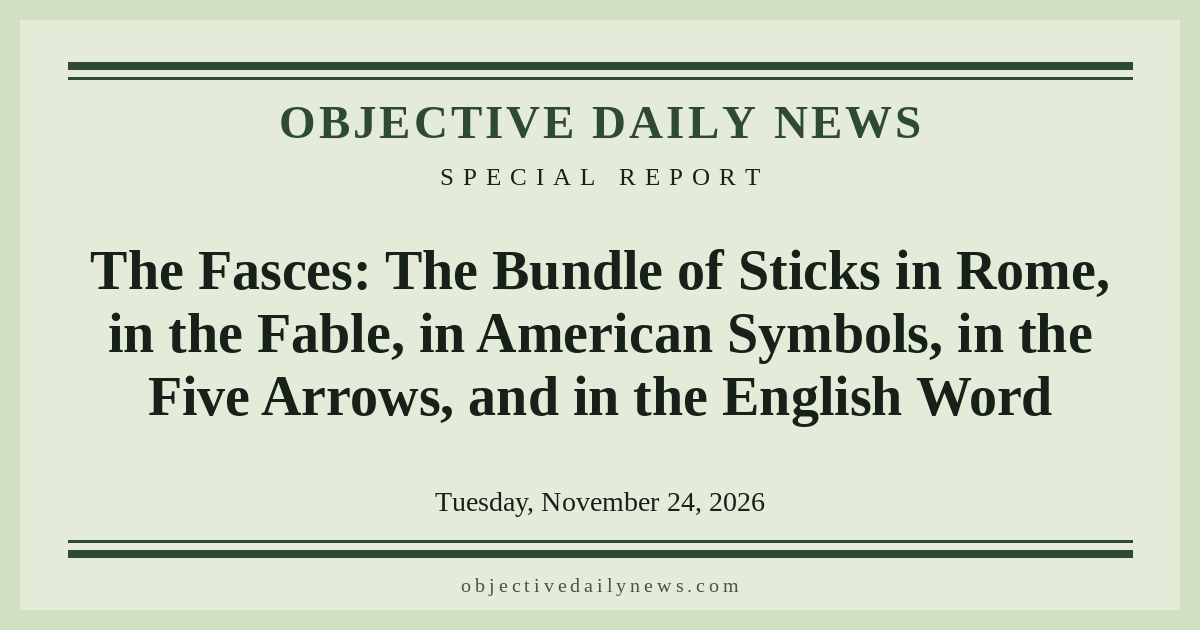 OBJECTIVE DAILY NEWS
SPECIAL REPORT
The Fasces: The Bundle of Sticks in Rome,
in the Fable, in American Symbols, in the
Five Arrows, and in the English Word
Tuesday, November 24, 2026
objectivedailynews.com